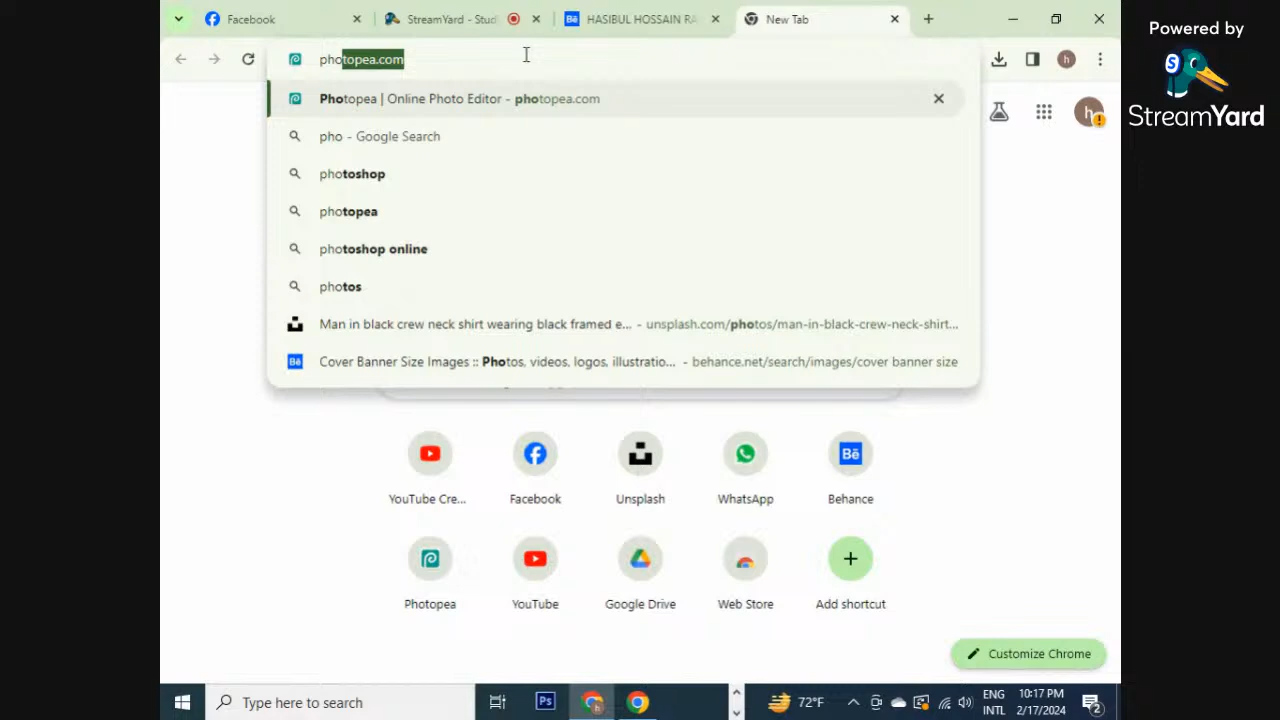 Facebook
StreamYard - Stud
HASIBUL HOSSAIN RA
New Tab
Powered by
StreamYard
photopea.com
Photopea | Online Photo Editor - photopea.com
pho - Google Search
photoshop
photopea
photoshop online
photos
Man in black crew neck shirt wearing black framed e... - unsplash.com/photos/man-in-black-crew-neck-shirt...
Cover Banner Size Images :: Photos, videos, logos, illustratio... - behance.net/search/images/cover banner size
YouTube Cre...
Facebook
Unsplash
WhatsApp
Behance
Photopea
YouTube
Google Drive
Web Store
Add shortcut
Customize Chrome
Type here to search
72°F
ENG
INTL
10:17 PM
2/17/2024
2